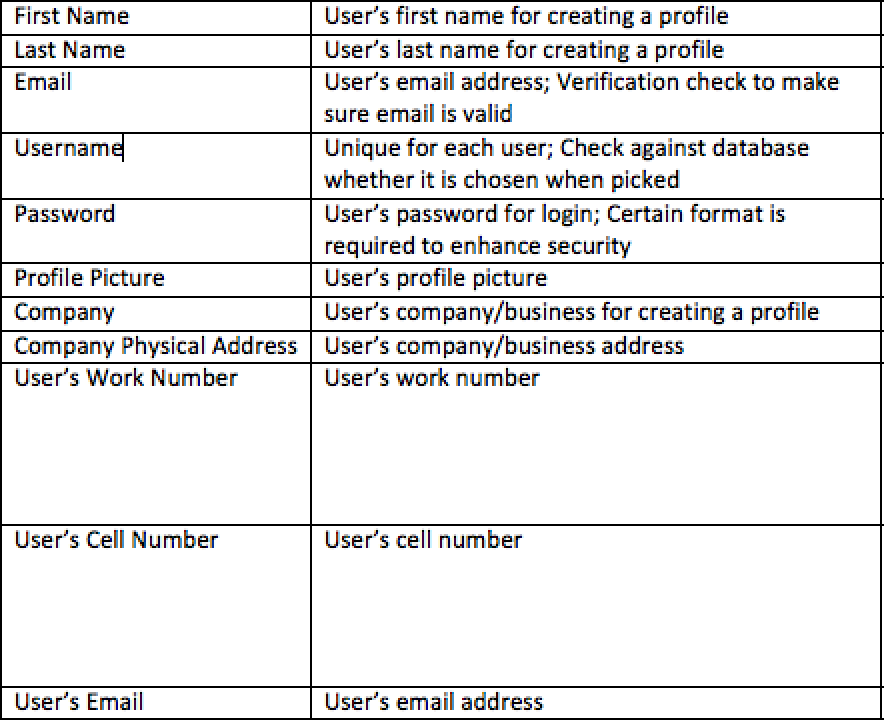 First Name User’s first name for creating a profile
Last Name User’s last name for creating a profile
Email User’s email address; Verification check to make
sure email is valid
Username Unique for each user; Check against database
whether it is chosen when picked
Password User’s password for login; Certain format is
required to enhance security
Profile Picture User’s profile picture
Company User’s company/business for creating a profile
Company Physical Address User’s company/business address
User’s Work Number User’s work number
User’s Cell Number User’s cell number
User’s Email User’s email address